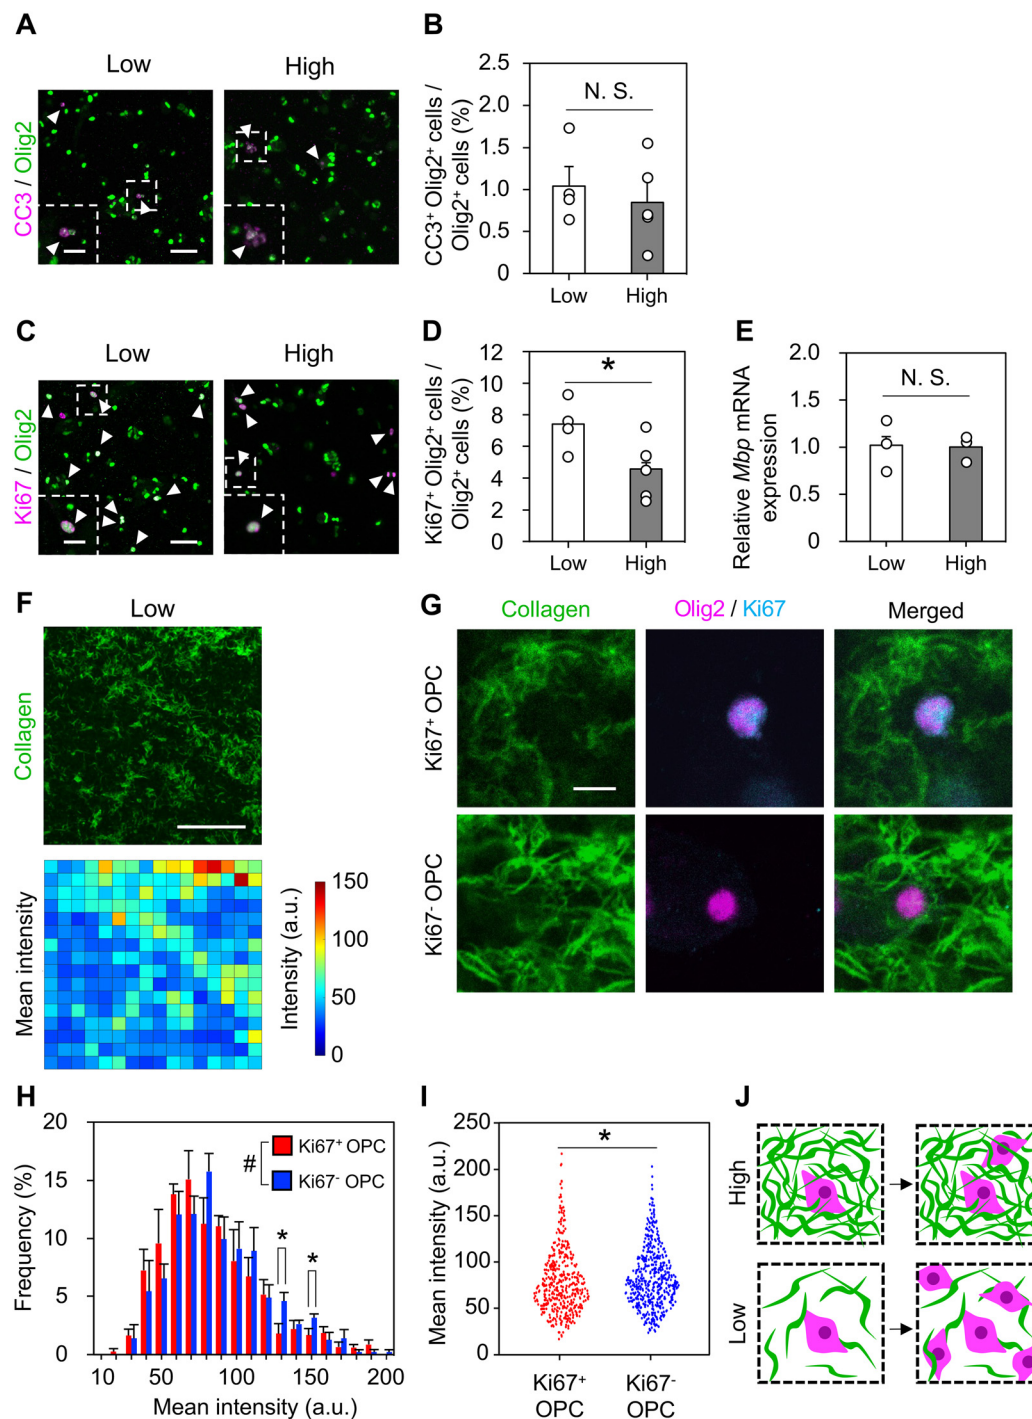 A
Low
High
CC3 / Olig2
B
CC3⁺ Olig2⁺ cells /
Olig2⁺ cells (%)
2.5
2.0
1.5
1.0
0.5
0
N. S.
Low
High
C
Low
High
Ki67 / Olig2
D
Ki67⁺ Olig2⁺ cells /
Olig2⁺ cells (%)
12
10
8
6
4
2
0
*
Low
High
E
Relative Mbp mRNA
expression
2.0
1.5
1.0
0.5
0
N. S.
Low
High
F
Low
Collagen
Mean intensity
Intensity (a.u.)
150
100
50
0
G
Collagen
Olig2 / Ki67
Merged
Ki67⁺ OPC
Ki67⁻ OPC
H
Frequency (%)
20
15
10
5
0
# Ki67⁺ OPC
Ki67⁻ OPC
*
*
10
50
100
150
200
Mean intensity (a.u.)
I
Mean intensity (a.u.)
250
200
150
100
50
0
*
Ki67⁺
OPC
Ki67⁻
OPC
J
High
Low